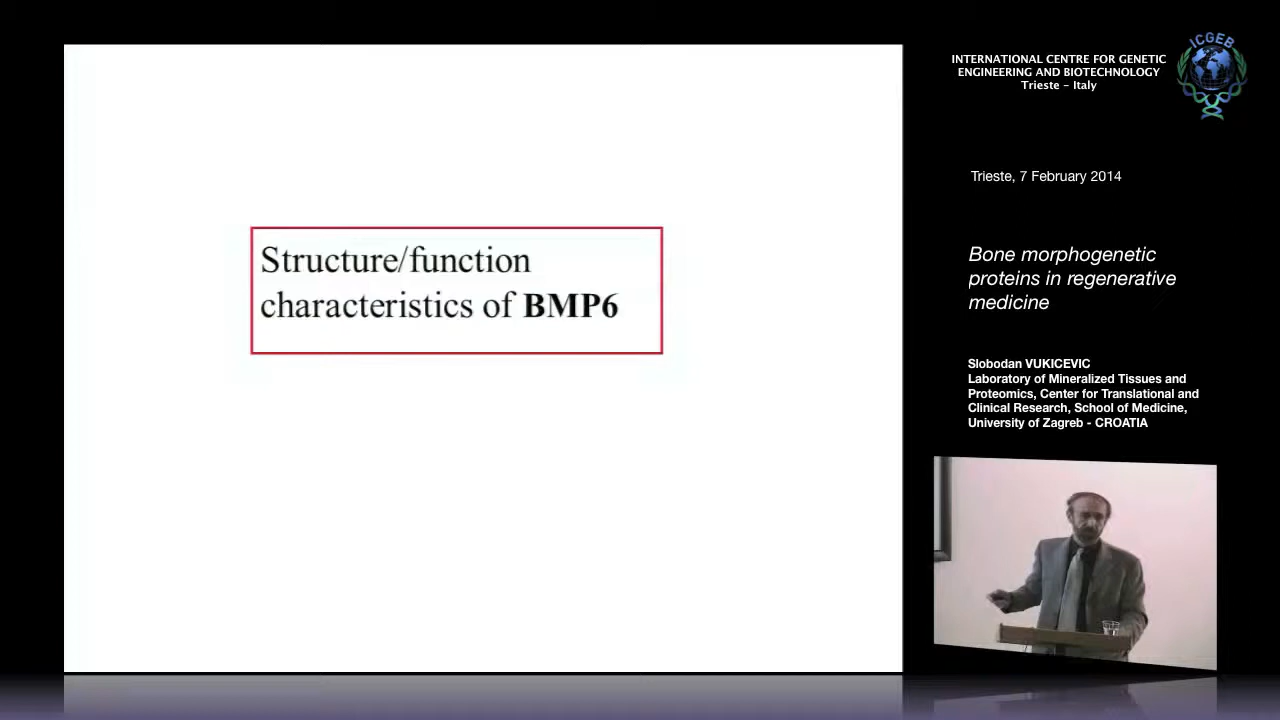 Structure/function
characteristics of BMP6
INTERNATIONAL CENTRE FOR GENETIC
ENGINEERING AND BIOTECHNOLOGY
Trieste – Italy
ICGEB
Trieste, 7 February 2014
Bone morphogenetic
proteins in regenerative
medicine
Slobodan VUKICEVIC
Laboratory of Mineralized Tissues and
Proteomics, Center for Translational and
Clinical Research, School of Medicine,
University of Zagreb - CROATIA